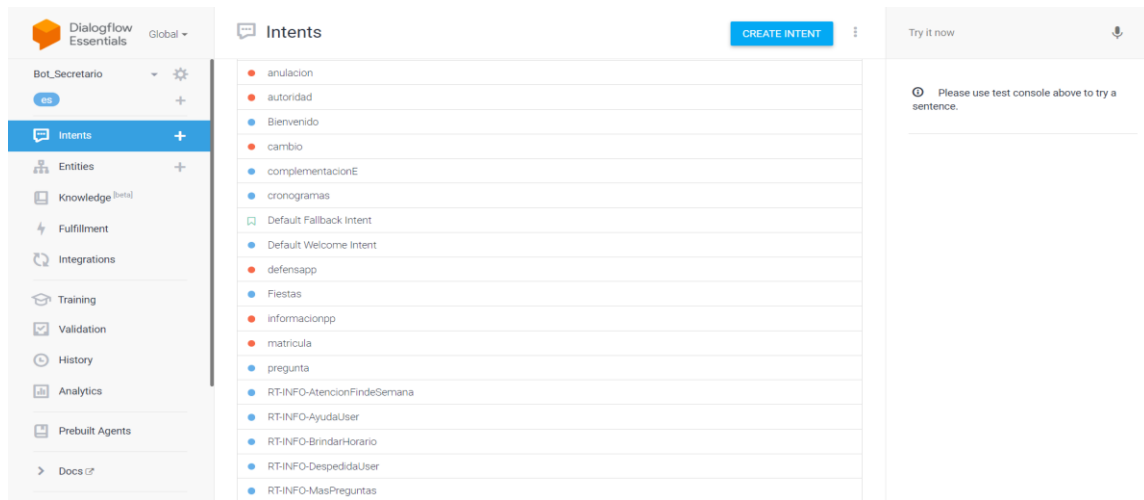 Dialogflow
Essentials
Global
Bot_Secretario
es
Intents
Entities
Knowledge [beta]
Fulfillment
Integrations
Training
Validation
History
Analytics
Prebuilt Agents
Docs
Intents
CREATE INTENT
anulacion
autoridad
Bienvenido
cambio
complementacionE
cronogramas
Default Fallback Intent
Default Welcome Intent
defensapp
Fiestas
informacionpp
matricula
pregunta
RT-INFO-AtencionFindeSemana
RT-INFO-AyudaUser
RT-INFO-BrindarHorario
RT-INFO-DespedidaUser
RT-INFO-MasPreguntas
Try it now
Please use test console above to try a
sentence.